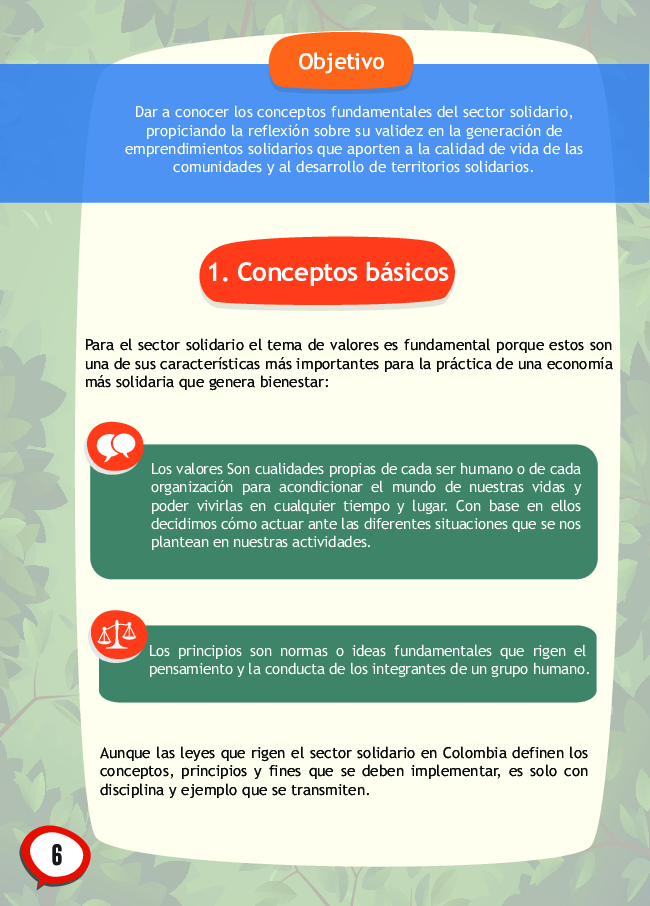 Objetivo
Dar a conocer los conceptos fundamentales del sector solidario,
propiciando la reflexión sobre su validez en la generación de
emprendimientos solidarios que aporten a la calidad de vida de las
comunidades y al desarrollo de territorios solidarios.
1. Conceptos básicos
Para el sector solidario el tema de valores es fundamental porque estos son
una de sus características más importantes para la práctica de una economía
más solidaria que genera bienestar:
Los valores Son cualidades propias de cada ser humano o de cada
organización para acondicionar el mundo de nuestras vidas y
poder vivirlas en cualquier tiempo y lugar. Con base en ellos
decidimos cómo actuar ante las diferentes situaciones que se nos
plantean en nuestras actividades.
Los principios son normas o ideas fundamentales que rigen el
pensamiento y la conducta de los integrantes de un grupo humano.
Aunque las leyes que rigen el sector solidario en Colombia definen los
conceptos, principios y fines que se deben implementar, es solo con
disciplina y ejemplo que se transmiten.
6